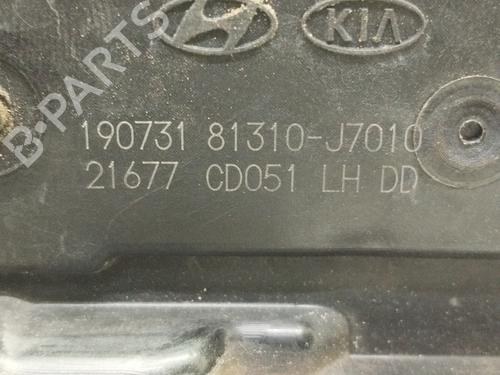 B-PARTS
KIA
190731 81310-J7010
21677 CD051 LH DD